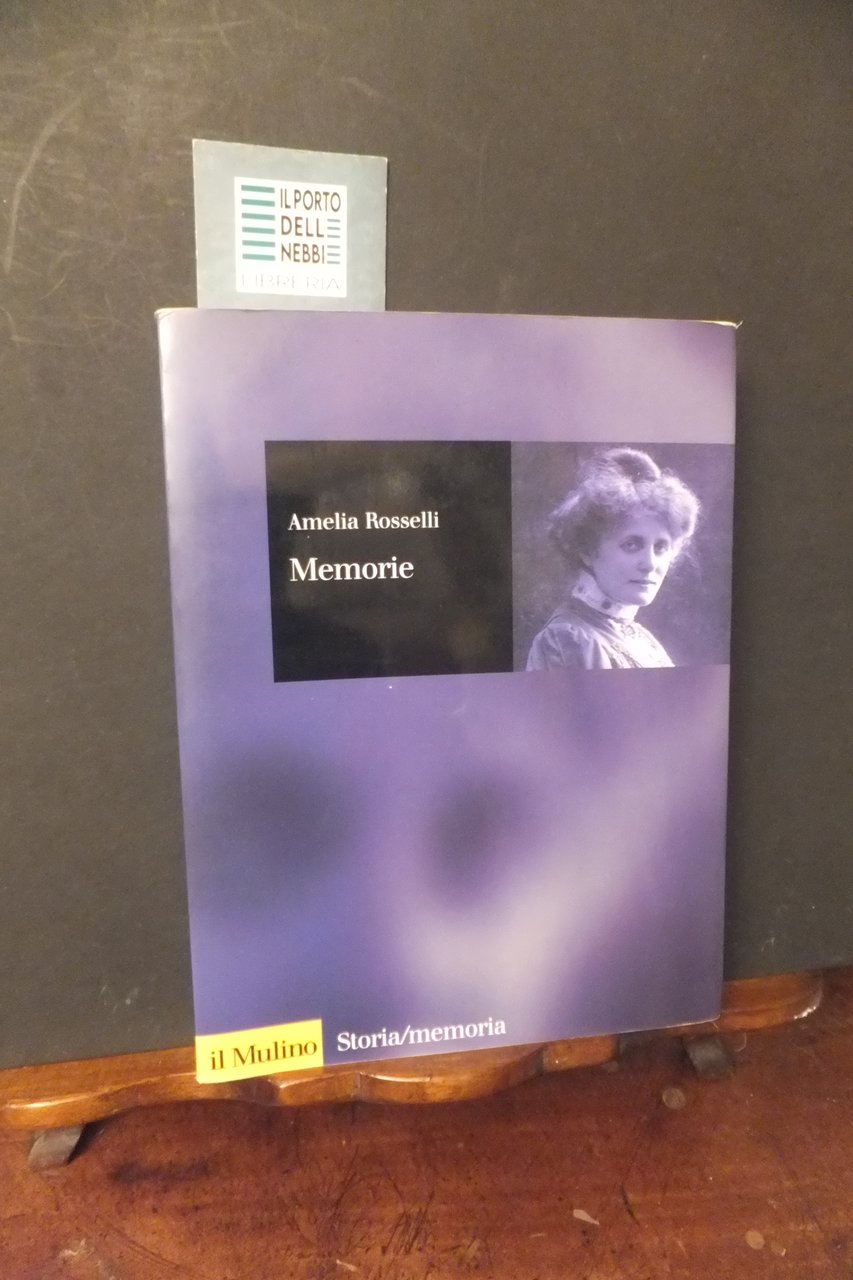 IL PORTO
DELLE
NEBBIE
LIBRERIA
Amelia Rosselli
Memorie
il Mulino
Storia/memoria